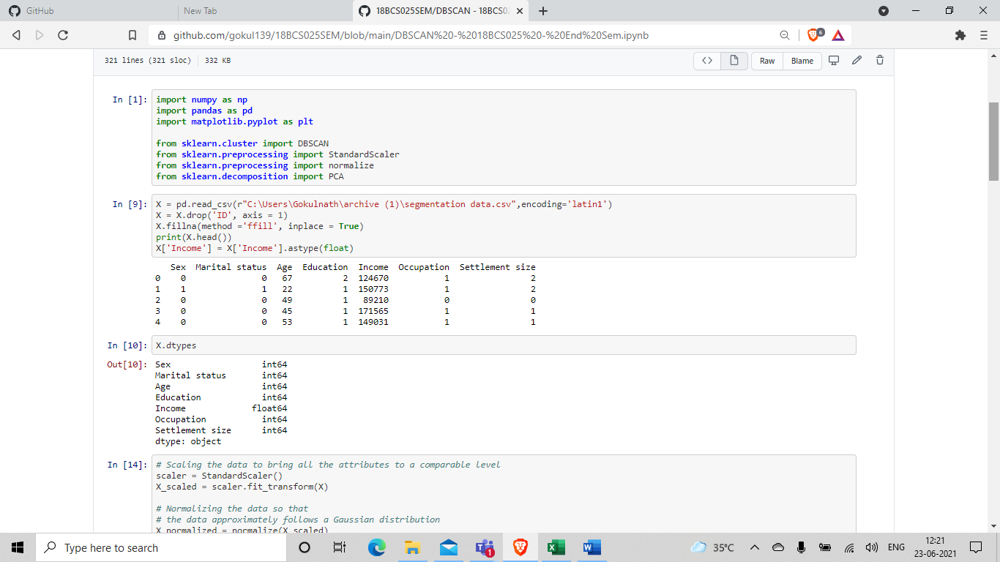 GitHub
New Tab
18BCS025SEM/DBSCAN - 18BCS02
github.com/gokul139/18BCS025SEM/blob/main/DBSCAN%20-%2018BCS025%20-%20End%20Sem.ipynb
6
321 lines (321 sloc) 332 KB
<> Raw Blame
In [1]:
import numpy as np
import pandas as pd
import matplotlib.pyplot as plt
from sklearn.cluster import DBSCAN
from sklearn.preprocessing import StandardScaler
from sklearn.preprocessing import normalize
from sklearn.decomposition import PCA
In [9]:
X = pd.read_csv(r"C:\Users\Gokulnath\archive (1)\segmentation data.csv",encoding='latin1')
X = X.drop('ID', axis = 1)
X.fillna(method ='ffill', inplace = True)
print(X.head())
X['Income'] = X['Income'].astype(float)
Sex Marital status Age Education Income Occupation Settlement size
0 0 0 67 2 124670 1 2
1 1 1 22 1 150773 1 2
2 0 0 49 1 89210 0 0
3 0 0 45 1 171565 1 1
4 0 0 53 1 149031 1 1
In [10]:
X.dtypes
Out[10]:
Sex int64
Marital status int64
Age int64
Education int64
Income float64
Occupation int64
Settlement size int64
dtype: object
In [14]:
# Scaling the data to bring all the attributes to a comparable level
scaler = StandardScaler()
X_scaled = scaler.fit_transform(X)
# Normalizing the data so that
# the data approximately follows a Gaussian distribution
X_normalized = normalize(X_scaled)
Type here to search
1
35°C
ENG
12:21
23-06-2021